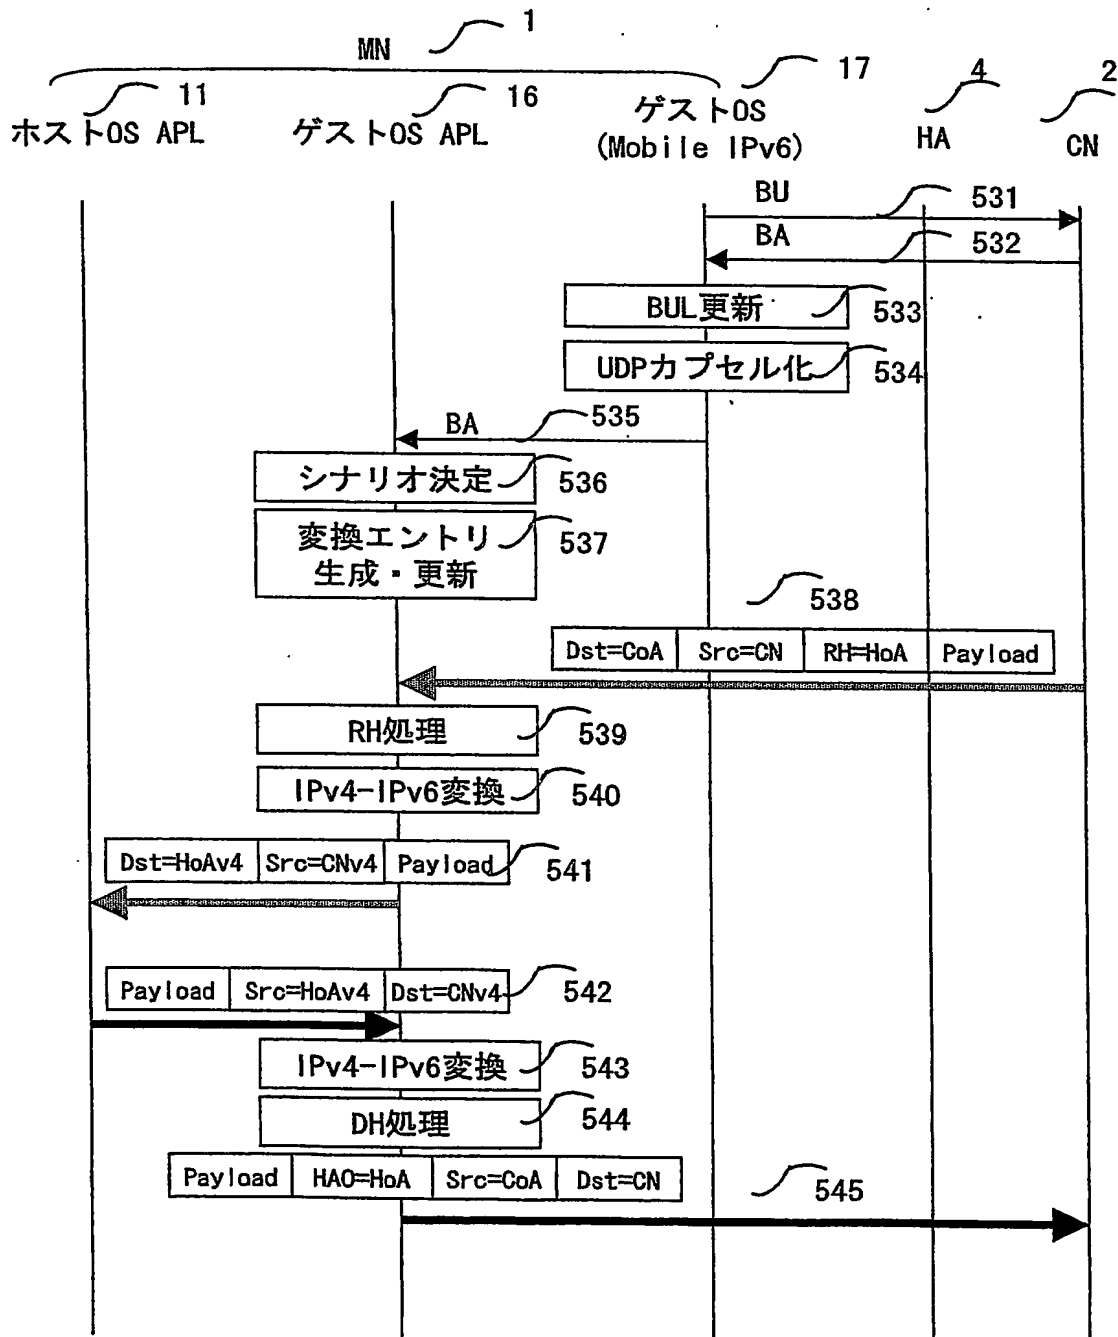 MN
1
ホストOS APL
11
ゲストOS APL
16
ゲストOS
(Mobile IPv6)
17
HA
4
CN
2
BU
531
BA
532
BUL更新
533
UDPカプセル化
534
BA
535
シナリオ決定
536
変換エントリ
生成・更新
537
538
Dst=CoA Src=CN RH=HoA Payload
RH処理
539
IPv4-IPv6変換
540
Dst=HoAv4 Src=CNv4 Payload
541
Payload Src=HoAv4 Dst=CNv4
542
IPv4-IPv6変換
543
DH処理
544
Payload HAO=HoA Src=CoA Dst=CN
545